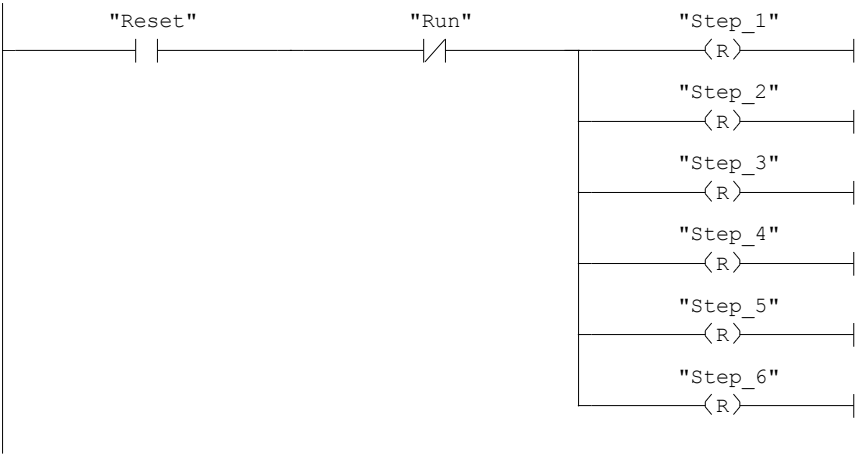 "Reset" "Run" "Step_1"
R
"Step_2"
R
"Step_3"
R
"Step_4"
R
"Step_5"
R
"Step_6"
R